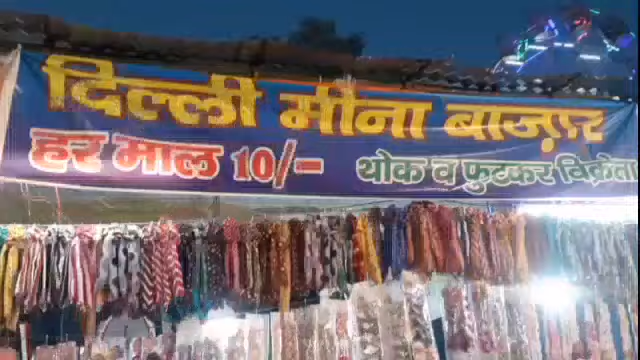 दिल्ली मीना बाज़ार
हर माल 10/- थोक व फुटकर विक्रेता